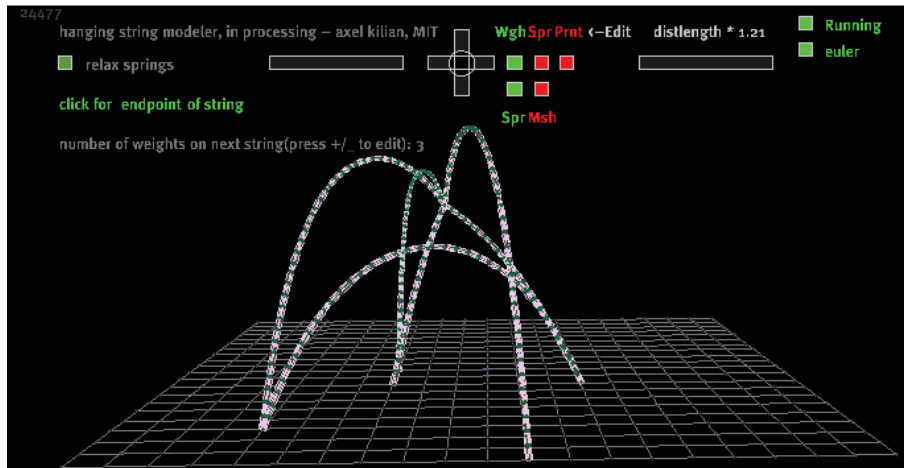 24477
hanging string modeler, in processing – axel kilian, MIT
Wgh Spr Prnt <–Edit
distlength * 1.21
Running
relax springs
euler
click for endpoint of string
Spr Msh
number of weights on next string(press +/_ to edit): 3